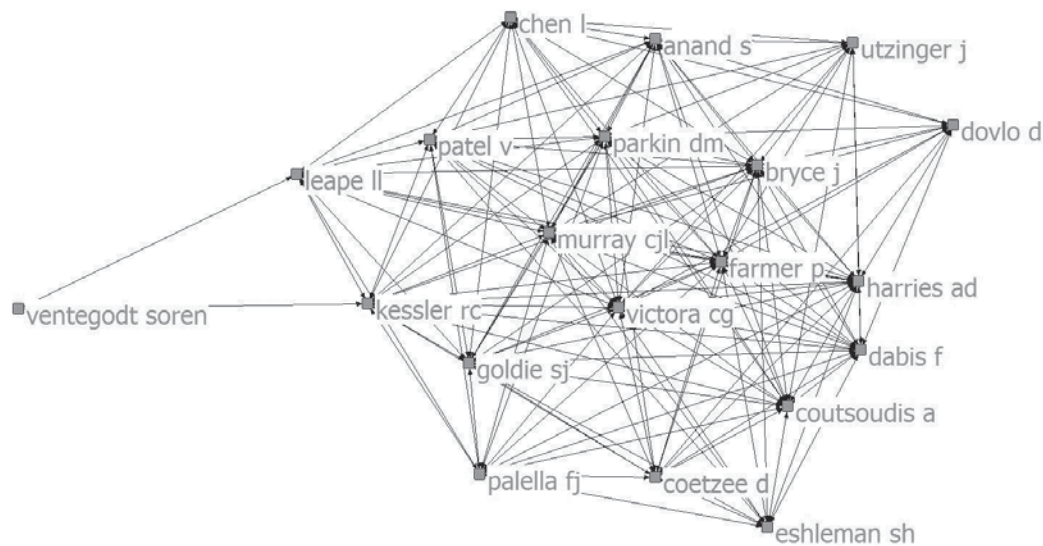 chen l
anand s
utzinger j
dovlo d
patel v
parkin dm
bryce j
leape ll
murray cjl
farmer p
harries ad
ventegodt soren
kessler rc
victora cg
goldie sj
dabis f
coutsoudis a
palella fj
coetzee d
eshleman sh